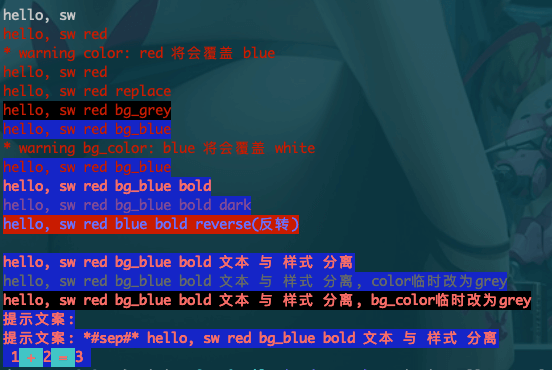 hello, sw
hello, sw red
* warning color: red 将会覆盖 blue
hello, sw red
hello, sw red replace
hello, sw red bg_grey
hello, sw red bg_blue
* warning bg_color: blue 将会覆盖 white
hello, sw red bg_blue
hello, sw red bg_blue bold
hello, sw red bg_blue bold dark
hello, sw red blue bold reverse(反转)
hello, sw red bg_blue bold 文本 与 样式 分离
hello, sw red bg_blue bold 文本 与 样式 分离, color临时改为grey
hello, sw red bg_blue bold 文本 与 样式 分离, bg_color临时改为grey
提示文案:
提示文案: *#sep#* hello, sw red bg_blue bold 文本 与 样式 分离
1 + 2 = 3